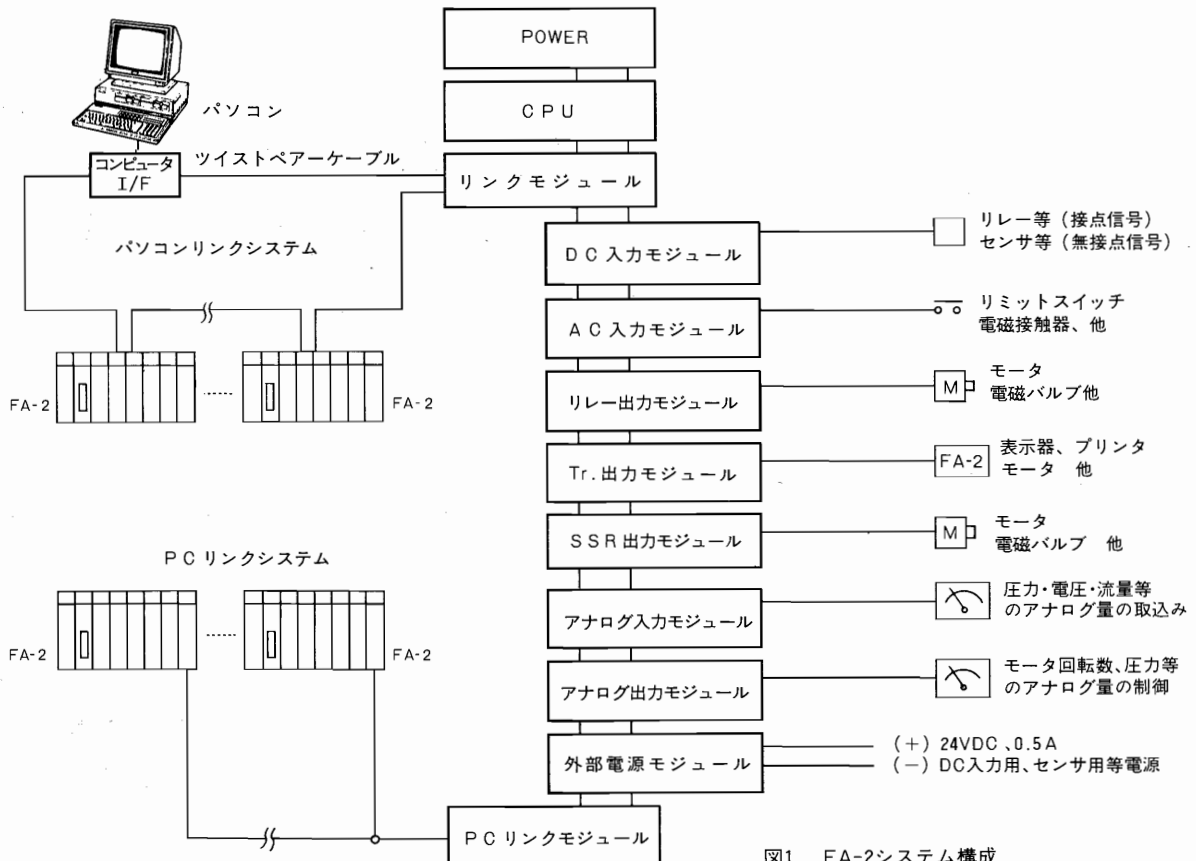 POWER
CPU
パソコン
コンピュータ
I/F
ツイストペアーケーブル
リンクモジュール
パソコンリンクシステム
FA-2
FA-2
DC入力モジュール
リレー等（接点信号）
センサ等（無接点信号）
AC入力モジュール
リミットスイッチ
電磁接触器、他
リレー出力モジュール
M
モータ
電磁バルブ他
Tr.出力モジュール
FA-2
表示器、プリンタ
モータ 他
SSR出力モジュール
M
モータ
電磁バルブ 他
PCリンクシステム
FA-2
FA-2
アナログ入力モジュール
圧力・電圧・流量等
のアナログ量の取込み
アナログ出力モジュール
モータ回転数、圧力等
のアナログ量の制御
外部電源モジュール
（＋）24VDC、0.5A
（－）DC入力用、センサ用等電源
PCリンクモジュール
図1 FA-2システム構成